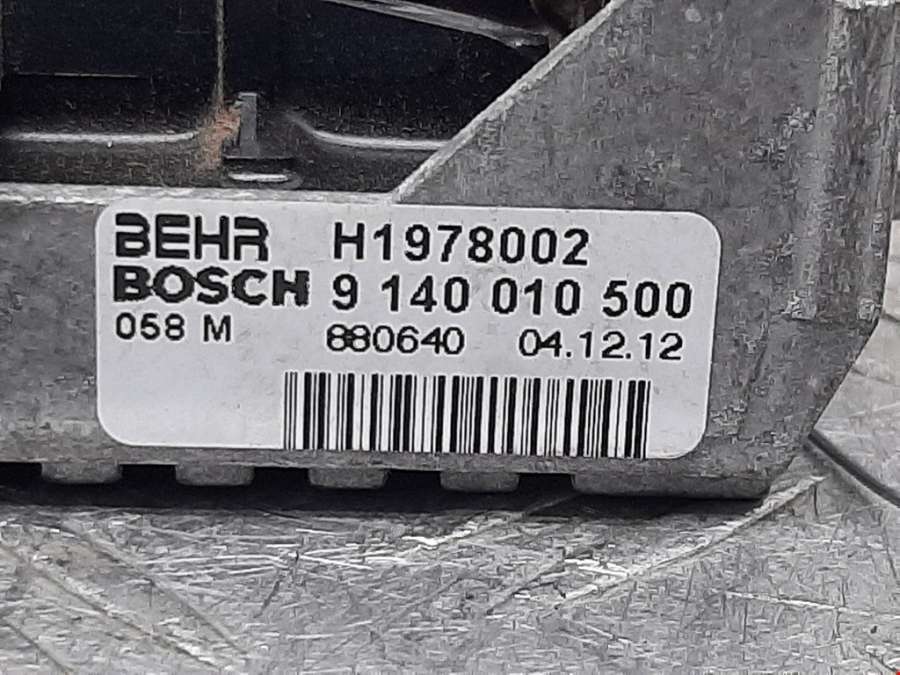 BEHR H1978002
BOSCH 9 140 010 500
058 M 880640 04.12.12